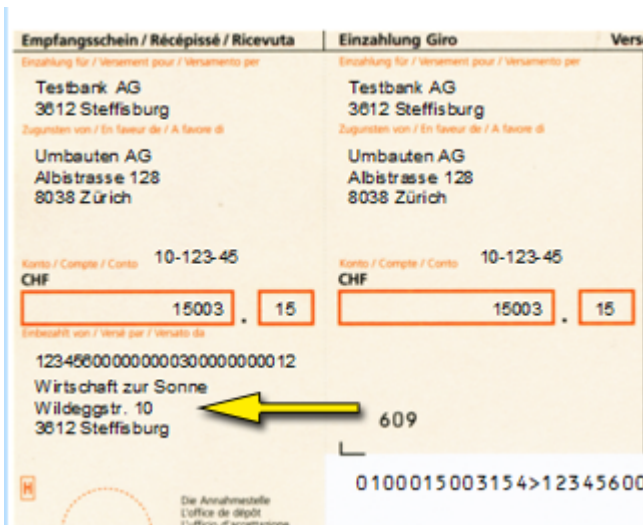 Empfangsschein / Récépissé / Ricevuta
Einzahlung für / Versement pour / Versamento per
Testbank AG
3612 Steffisburg
Zugunsten von / En faveur de / A favore di
Umbauten AG
Albistrasse 128
8038 Zürich
Konto / Compte / Conto 10-123-45
CHF
15003 . 15
Einbezahlt von / Versé par / Versato da
123456000000000300000000012
Wirtschaft zur Sonne
Wildeggstr. 10
3612 Steffisburg
H
Die Annahmestelle
L'office de dépôt
L'ufficio d'accettazione
Einzahlung Giro
Vers
Einzahlung für / Versement pour / Versamento per
Testbank AG
3612 Steffisburg
Zugunsten von / En faveur de / A favore di
Umbauten AG
Albistrasse 128
8038 Zürich
Konto / Compte / Conto 10-123-45
CHF
15003 . 15
609
0100015003154>12345600